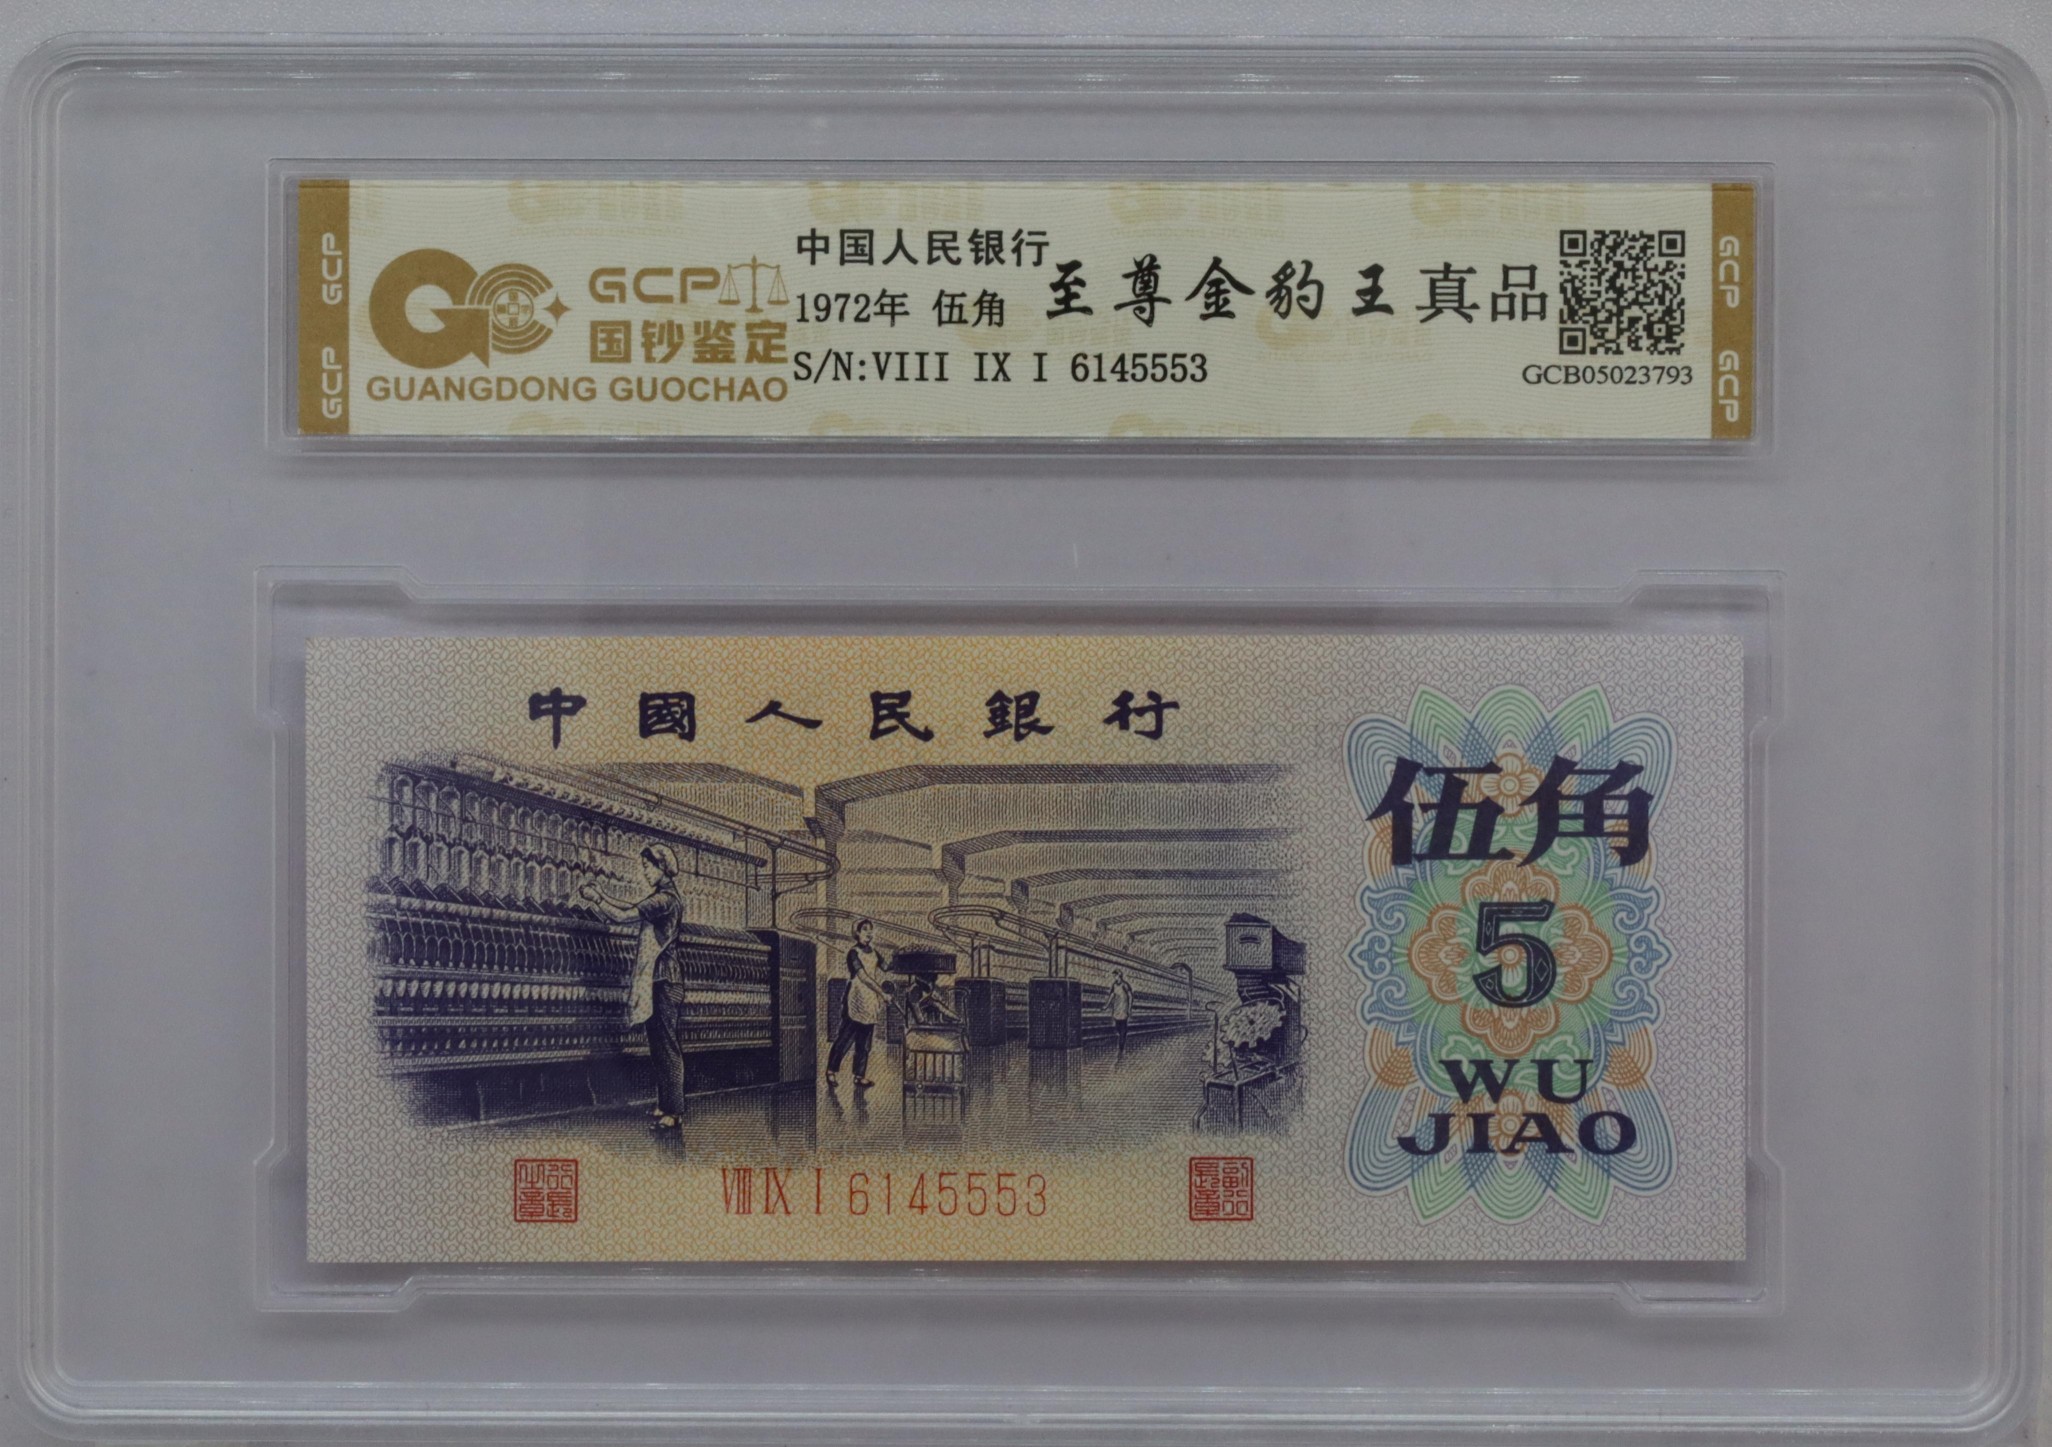 GCP
GCP
GCP
国钞鉴定
GUANGDONG GUOCHAO
中国人民银行
1972年 伍角
至尊金豹王真品
S/N:VIII IX I 6145553
GCB05023793
GCP
GCP
中國人民銀行
伍角
5
WU
JIAO
VIII IX I 6145553